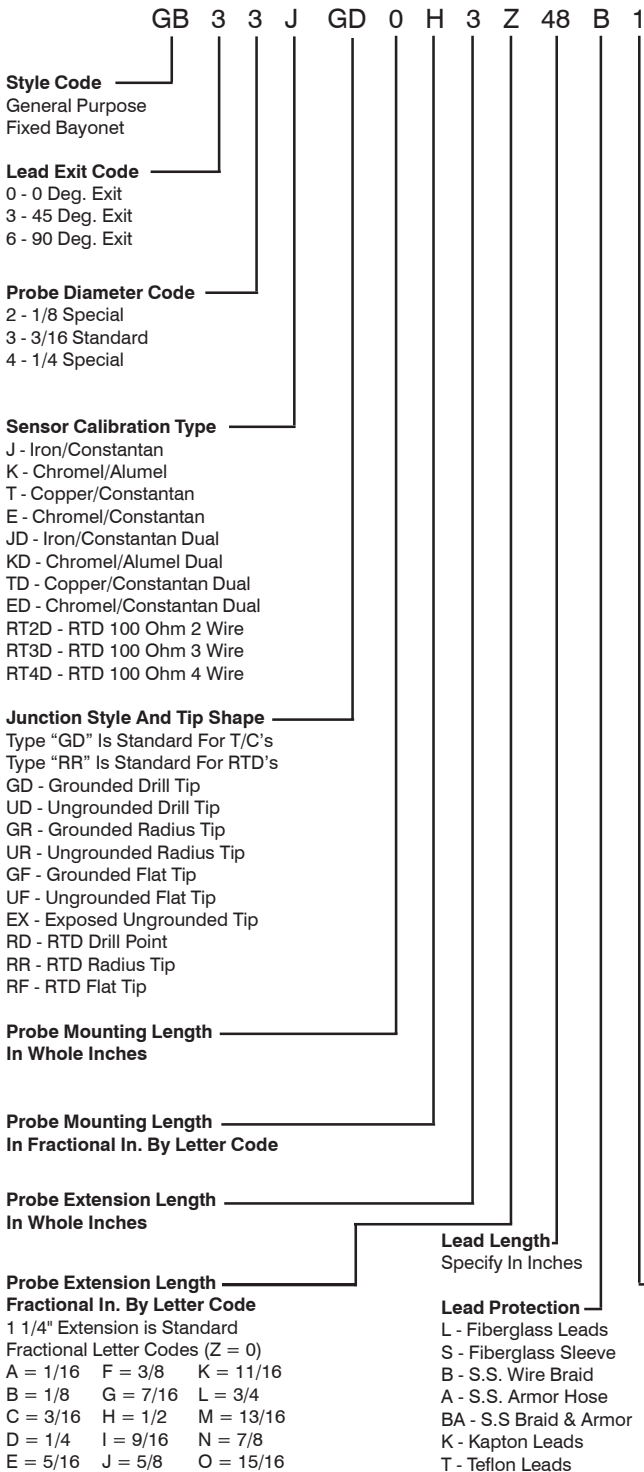 GB 3 3 J GD 0 H 3 Z 48 B 1
Style Code
General Purpose
Fixed Bayonet
Lead Exit Code
0 - 0 Deg. Exit
3 - 45 Deg. Exit
6 - 90 Deg. Exit
Probe Diameter Code
2 - 1/8 Special
3 - 3/16 Standard
4 - 1/4 Special
Sensor Calibration Type
J - Iron/Constantan
K - Chromel/Alumel
T - Copper/Constantan
E - Chromel/Constantan
JD - Iron/Constantan Dual
KD - Chromel/Alumel Dual
TD - Copper/Constantan Dual
ED - Chromel/Constantan Dual
RT2D - RTD 100 Ohm 2 Wire
RT3D - RTD 100 Ohm 3 Wire
RT4D - RTD 100 Ohm 4 Wire
Junction Style And Tip Shape
Type “GD” Is Standard For T/C’s
Type “RR” Is Standard For RTD’s
GD - Grounded Drill Tip
UD - Ungrounded Drill Tip
GR - Grounded Radius Tip
UR - Ungrounded Radius Tip
GF - Grounded Flat Tip
UF - Ungrounded Flat Tip
EX - Exposed Ungrounded Tip
RD - RTD Drill Point
RR - RTD Radius Tip
RF - RTD Flat Tip
Probe Mounting Length
In Whole Inches
Probe Mounting Length
In Fractional In. By Letter Code
Probe Extension Length
In Whole Inches
Probe Extension Length
Fractional In. By Letter Code
1 1/4" Extension is Standard
Fractional Letter Codes (Z = 0)
A = 1/16 F = 3/8 K = 11/16
B = 1/8 G = 7/16 L = 3/4
C = 3/16 H = 1/2 M = 13/16
D = 1/4 I = 9/16 N = 7/8
E = 5/16 J = 5/8 O = 15/16
Lead Length
Specify In Inches
Lead Protection
L - Fiberglass Leads
S - Fiberglass Sleeve
B - S.S. Wire Braid
A - S.S. Armor Hose
BA - S.S Braid & Armor
K - Kapton Leads
T - Teflon Leads